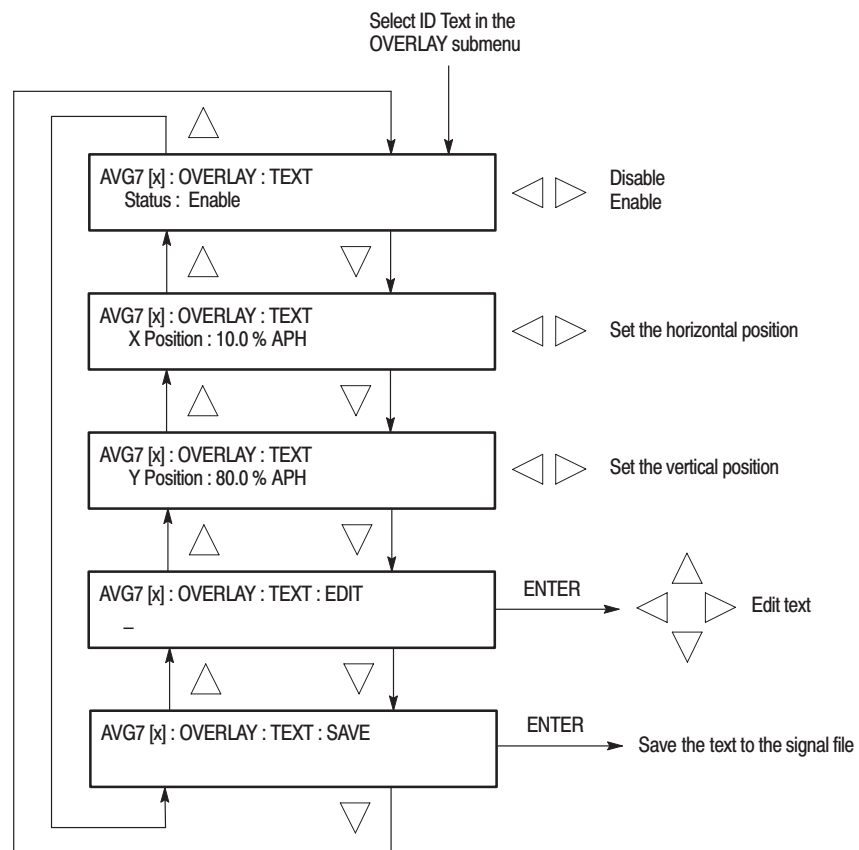 Select ID Text in the
OVERLAY submenu
AVG7 [x] : OVERLAY : TEXT
Status : Enable
Disable
Enable
AVG7 [x] : OVERLAY : TEXT
X Position : 10.0 % APH
Set the horizontal position
AVG7 [x] : OVERLAY : TEXT
Y Position : 80.0 % APH
Set the vertical position
AVG7 [x] : OVERLAY : TEXT : EDIT
_
ENTER
Edit text
AVG7 [x] : OVERLAY : TEXT : SAVE
ENTER
Save the text to the signal file